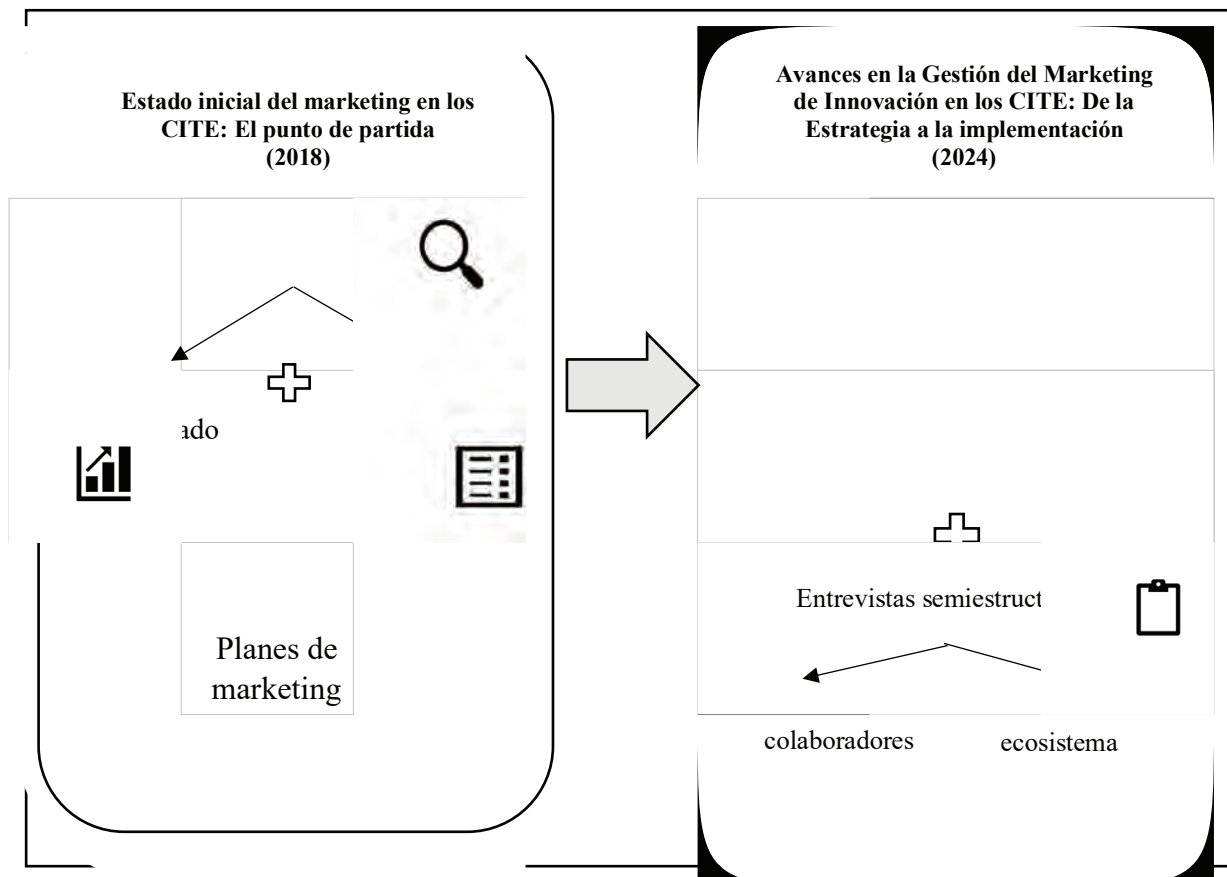 Estado inicial del marketing en los
CITE: El punto de partida
(2018)
ado
Planes de
marketing
Avances en la Gestión del Marketing
de Innovación en los CITE: De la
Estrategia a la implementación
(2024)
Entrevistas semiestruct
colaboradores
ecosistema